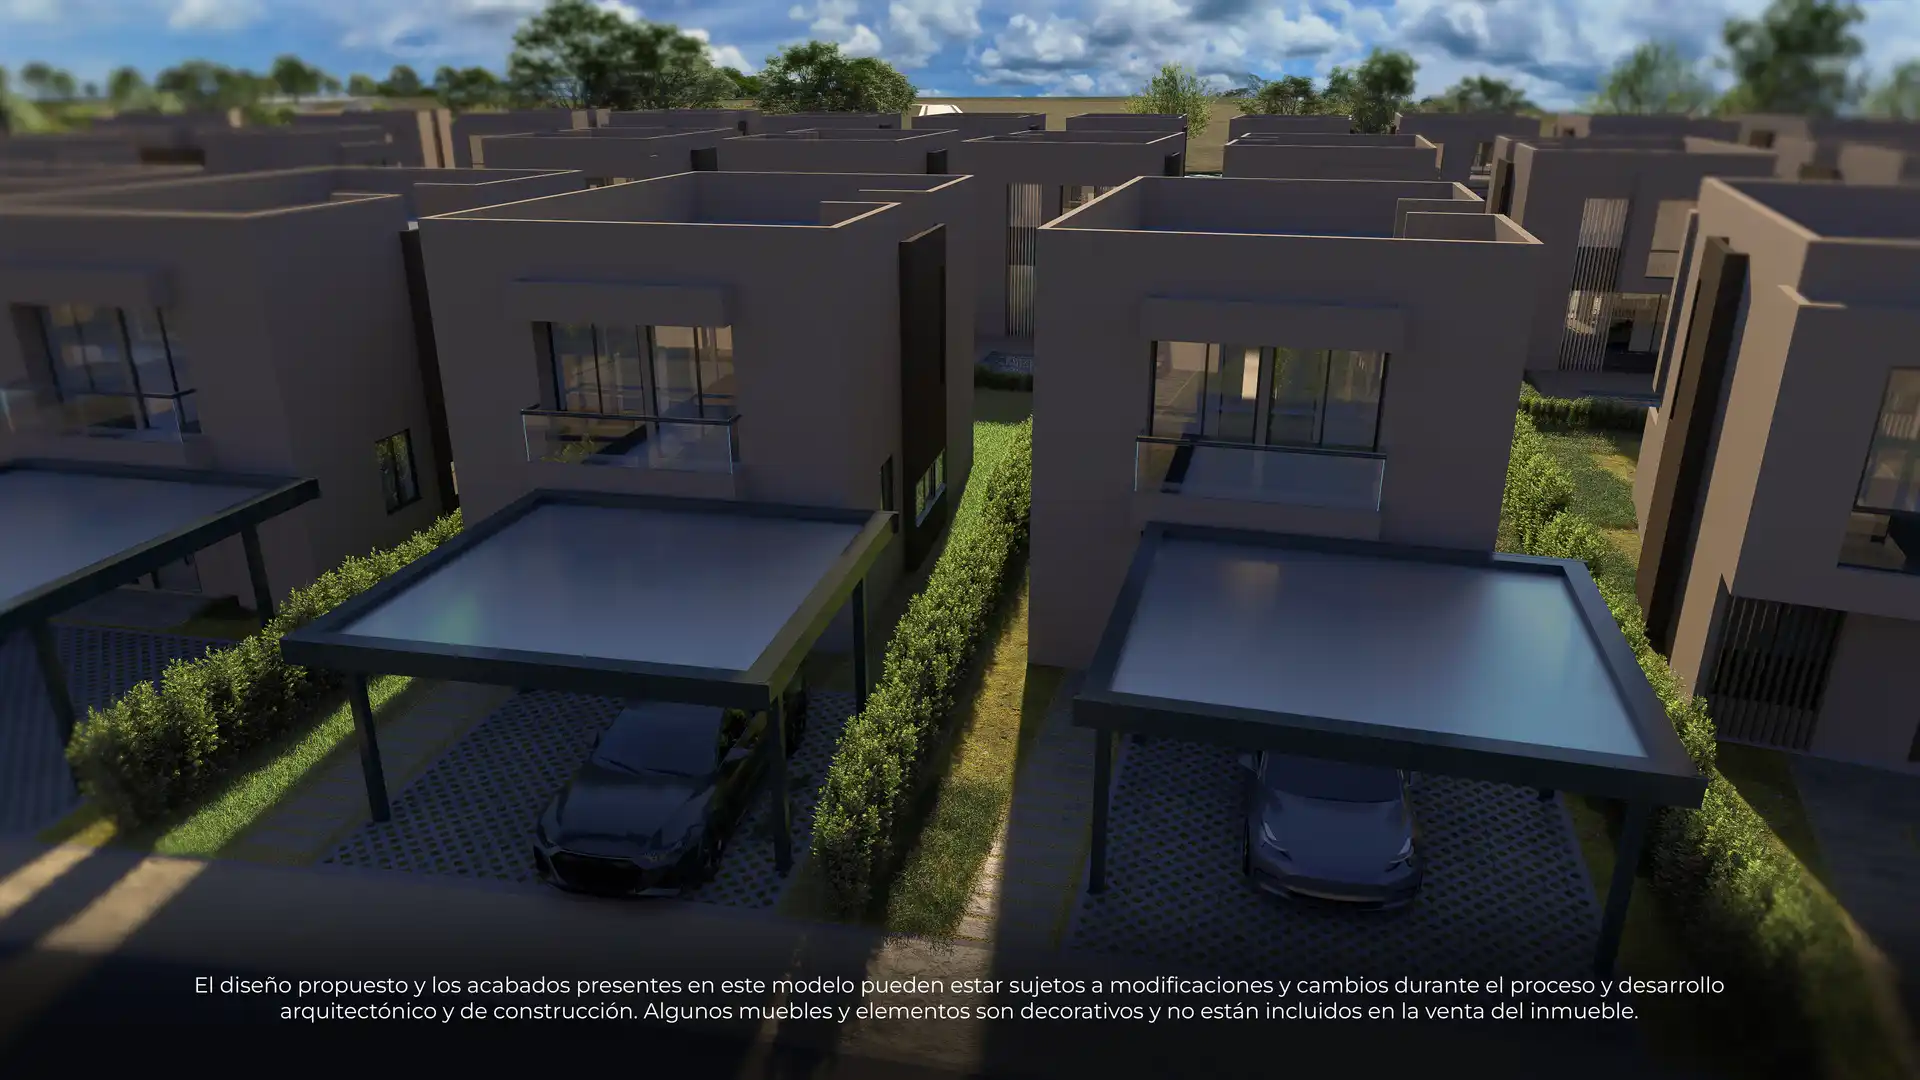 El diseño propuesto y los acabados presentes en este modelo pueden estar sujetos a modificaciones y cambios durante el proceso y desarrollo
arquitectónico y de construcción. Algunos muebles y elementos son decorativos y no están incluidos en la venta del inmueble.